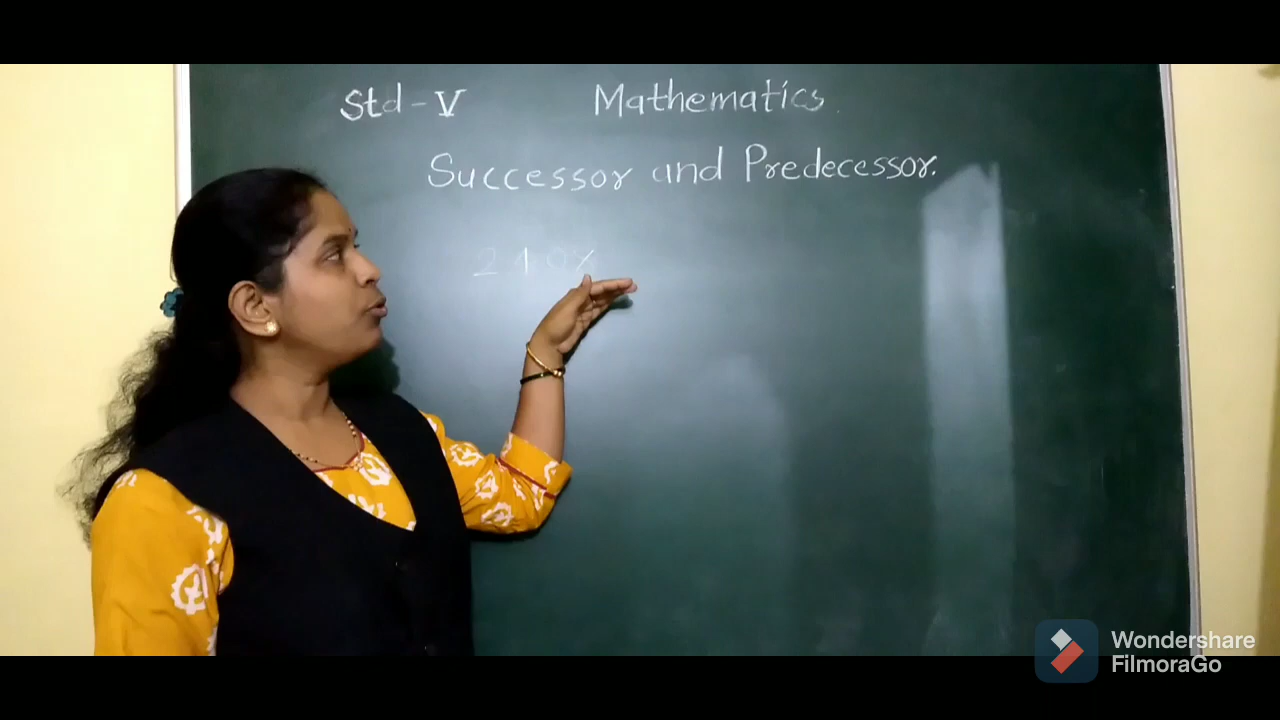 Std-V Mathematics.
Successor and Predecessor.
Wondershare
FilmoraGo